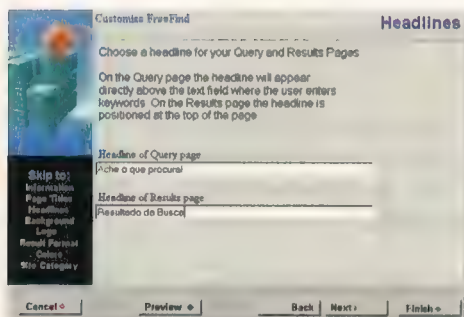 Customize FreeFind
Headlines
Choose a headline for your Query and Results Pages
On the Query page the headline will appear
directly above the text field where the user enters
keywords. On the Results page the headline is
positioned at the top of the page
Headline of Query page
Ache o que procura!
Headline of Results page
Resultado da Busca
Skip to:
Information
Page Titles
Headlines
Background
Logo
Result Format
Colors
Site Category
Cancel
Preview
Back
Next
Finish